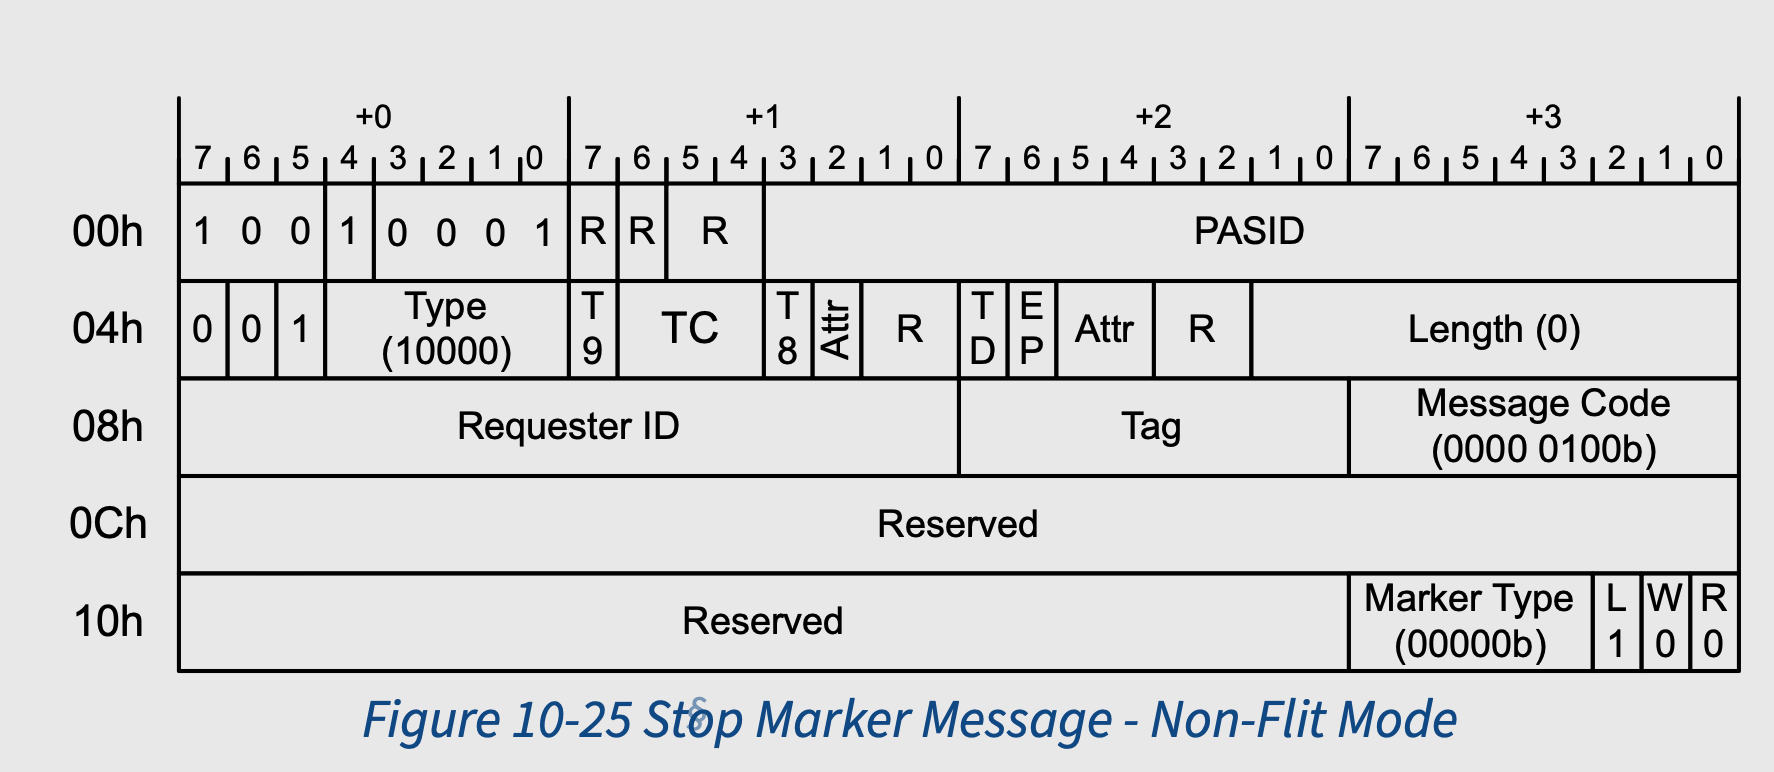 +0 +1 +2 +3
7 6 5 4 3 2 1 0 7 6 5 4 3 2 1 0 7 6 5 4 3 2 1 0 7 6 5 4 3 2 1 0
00h 1 0 0 1 0 0 0 1 R R R PASID
04h 0 0 1 Type (10000) T9 TC T8 Attr R TD EP Attr R Length (0)
08h Requester ID Tag Message Code (0000 0100b)
0Ch Reserved
10h Reserved Marker Type (00000b) L 1 W 0 R 0
§
Figure 10-25 Stop Marker Message - Non-Flit Mode